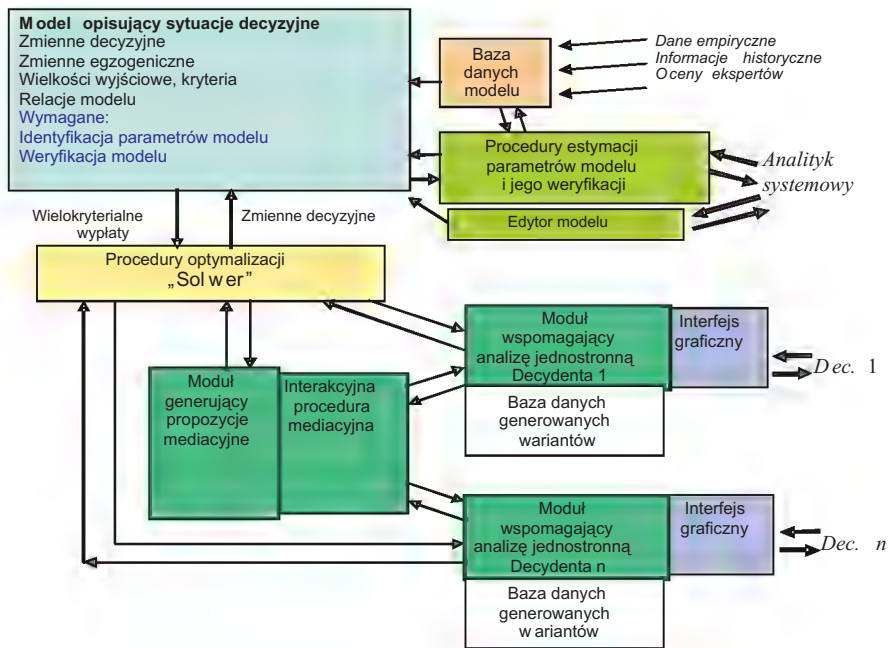 Model opisujący sytuacje decyzyjne
Zmienne decyzyjne
Zmienne egzogeniczne
Wielkości wyjściowe, kryteria
Relacje modelu
Wymagane:
Identyfikacja parametrów modelu
Weryfikacja modelu
Baza
danych
modelu
Dane empiryczne
Informacje historyczne
Oceny ekspertów
Procedury estymacji
parametrów modelu
i jego weryfikacji
Analityk
systemowy
Edytor modelu
Wielokryterialne
wypłaty
Zmienne decyzyjne
Procedury optymalizacji
„Solwer”
Moduł
wspomagający
analizę jednostronną
Decydenta 1
Interfejs
graficzny
Dec. 1
Baza danych
generowanych
wariantów
Moduł
generujący
propozycje
mediacyjne
Interakcyjna
procedura
mediacyjna
Moduł
wspomagający
analizę jednostronną
Decydenta n
Interfejs
graficzny
Dec. n
Baza danych
generowanych
w ariantów